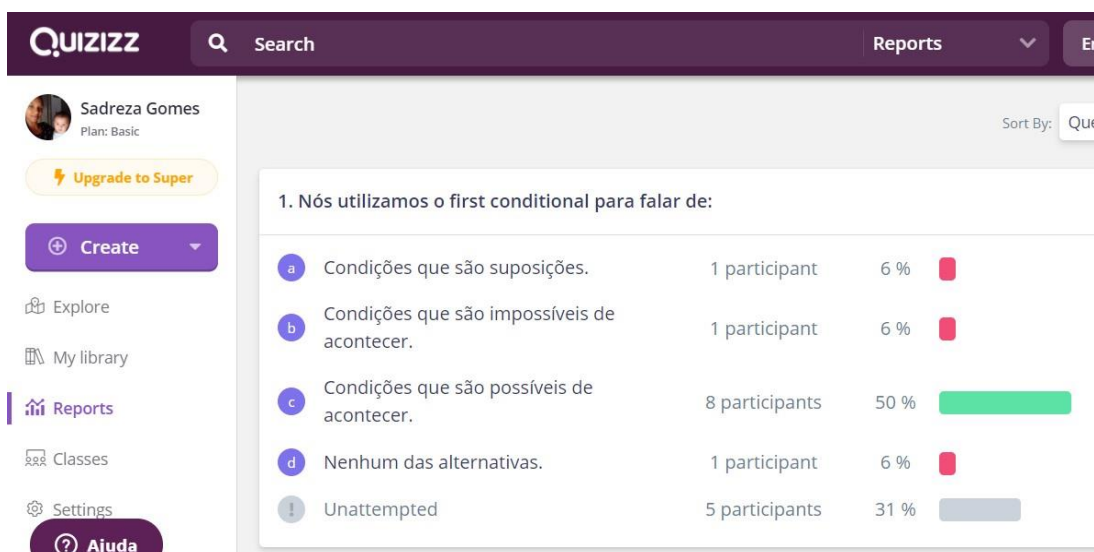 QUIZIZZ
Search
Reports
Sadreza Gomes
Plan: Basic
Sort By:
Upgrade to Super
Create
Explore
My library
Reports
Classes
Settings
Ajuda
1. Nós utilizamos o first conditional para falar de:
a Condições que são suposições. 1 participant 6 %
b Condições que são impossíveis de
acontecer. 1 participant 6 %
c Condições que são possíveis de
acontecer. 8 participants 50 %
d Nenhum das alternativas. 1 participant 6 %
! Unattempted 5 participants 31 %